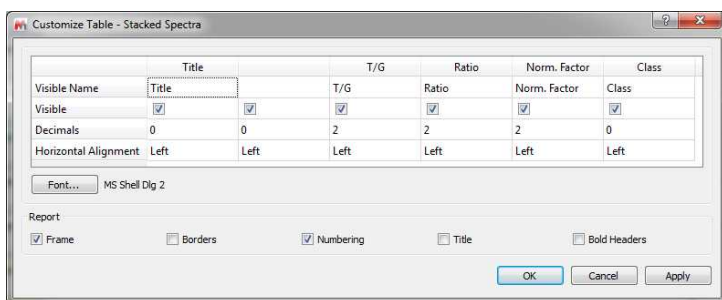 Customize Table - Stacked Spectra
Title T/G Ratio Norm. Factor Class
Visible Name Title T/G Ratio Norm. Factor Class
Visible
Decimals 0 0 2 2 2 0
Horizontal Alignment Left Left Left Left Left Left
Font... MS Shell Dlg 2
Report
Frame Borders Numbering Title Bold Headers
OK Cancel Apply